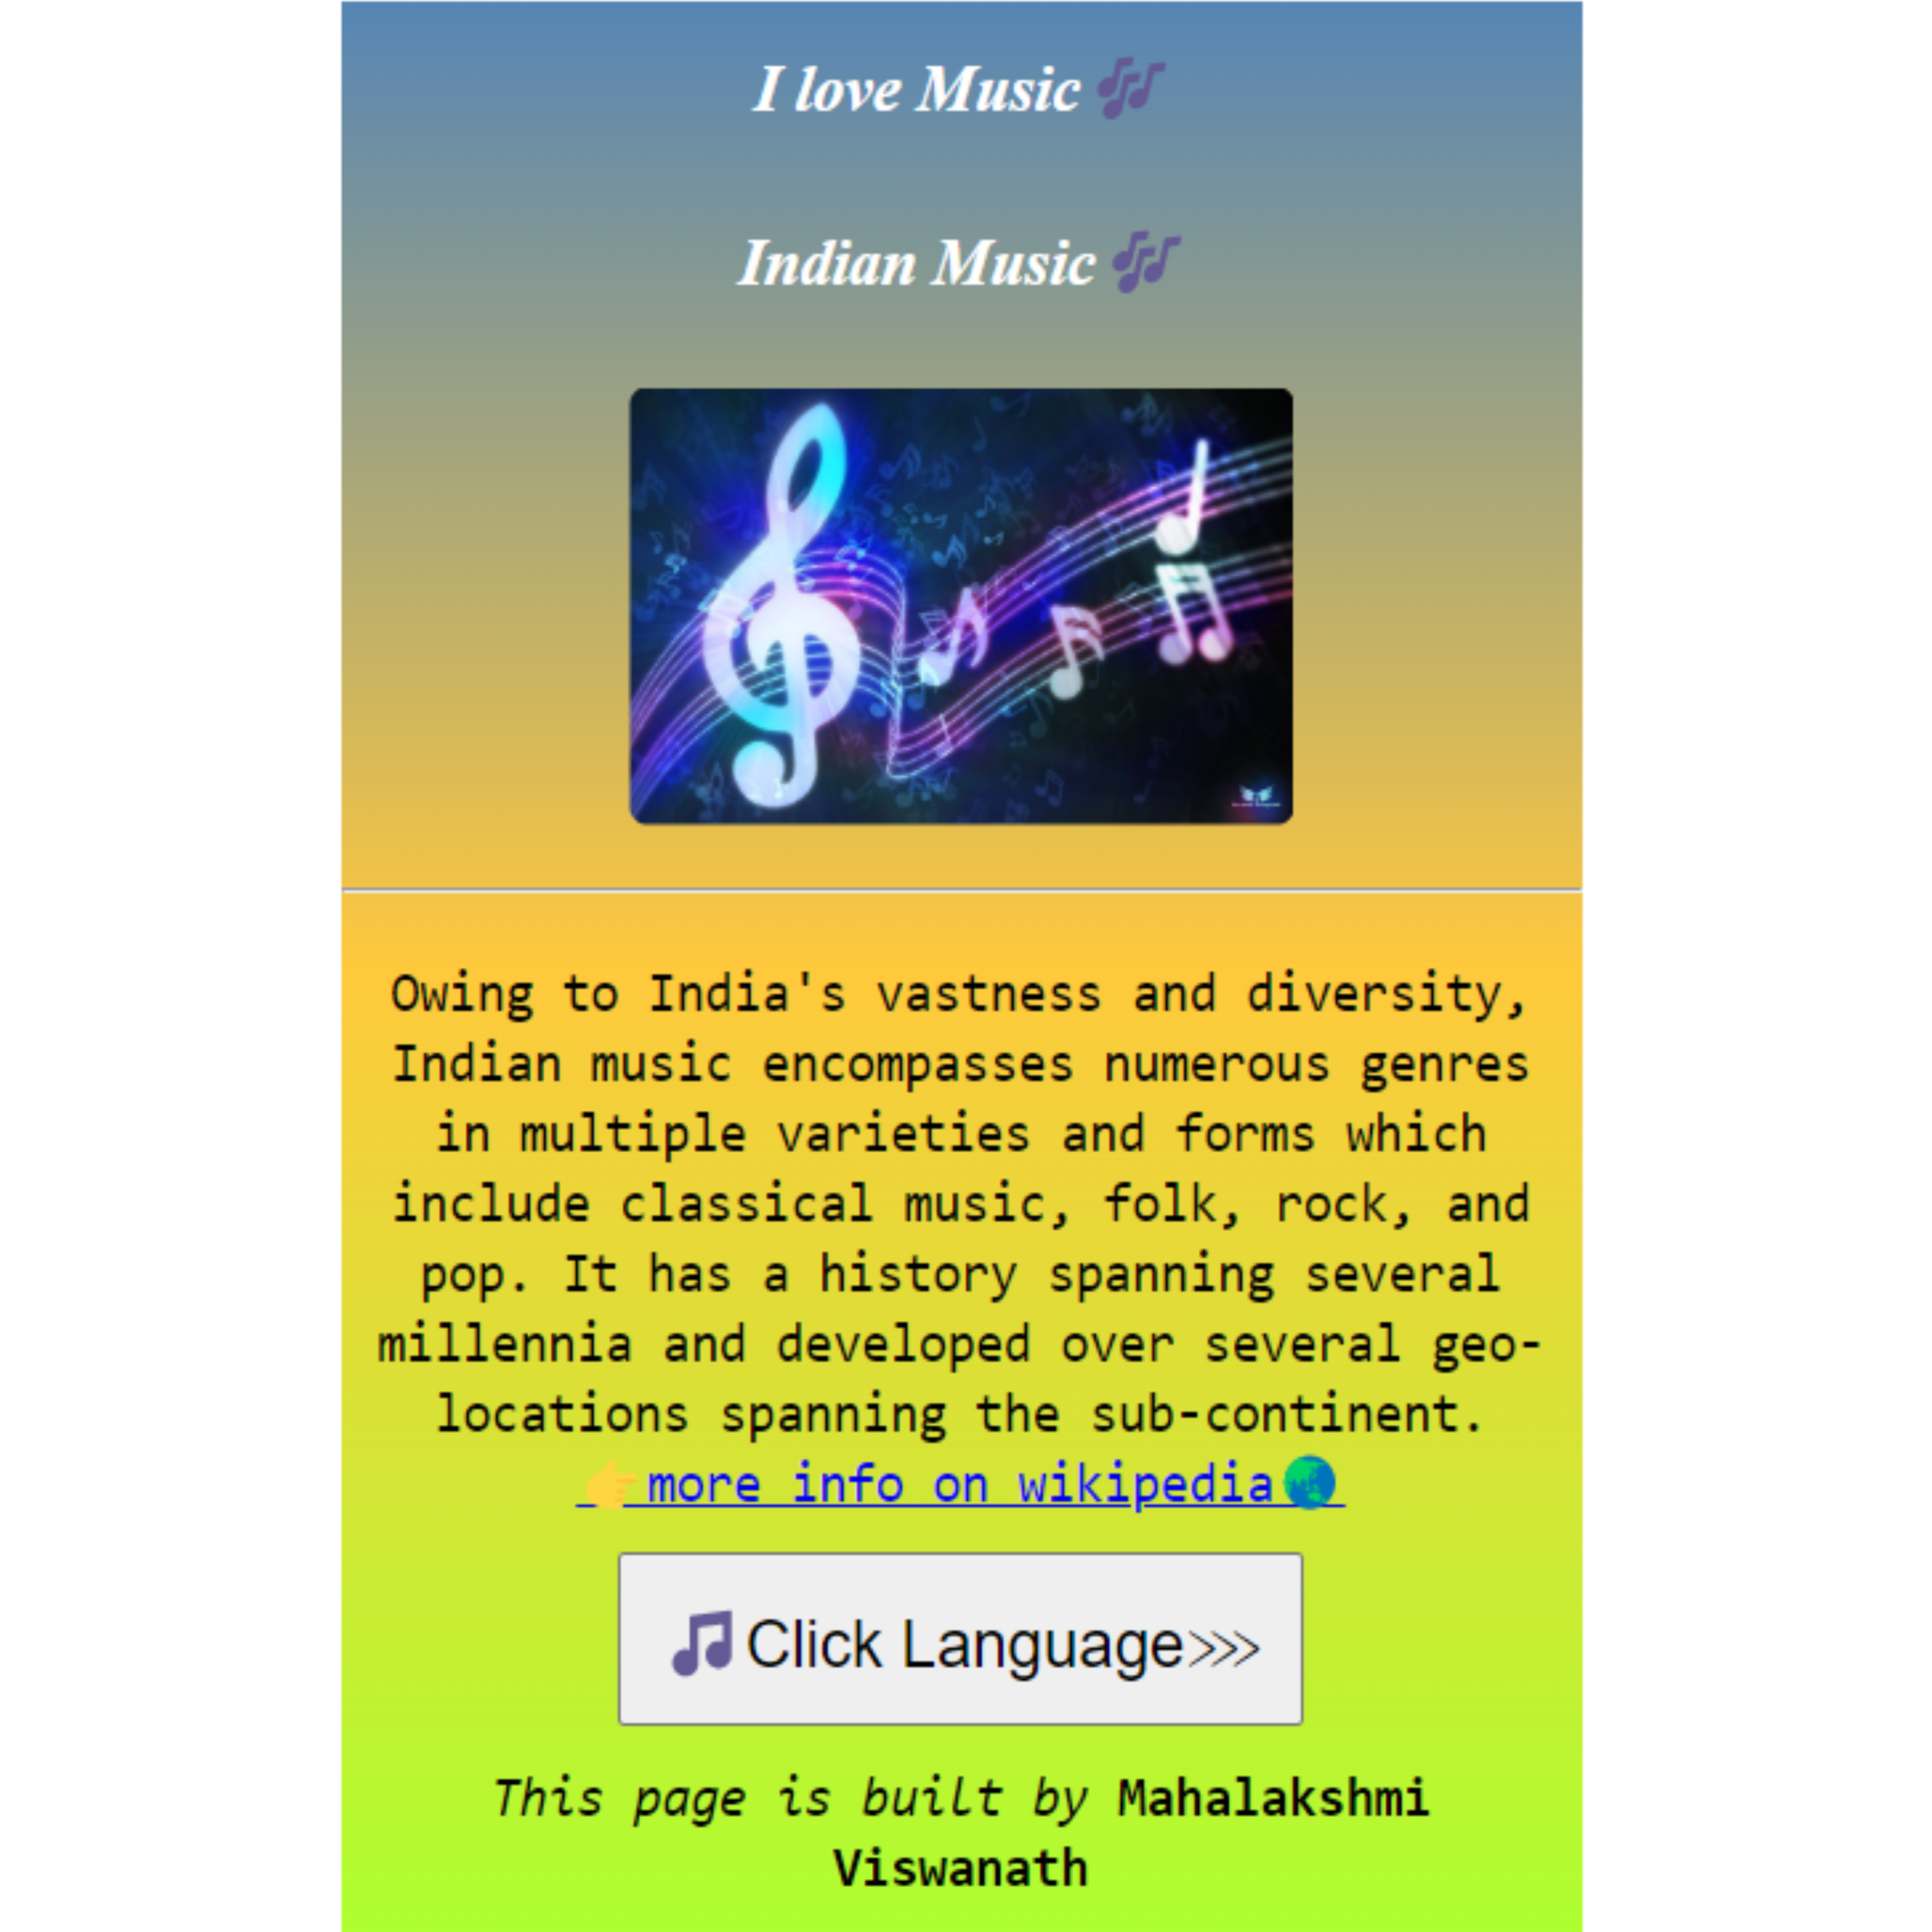 I love Music 🎶
Indian Music 🎶
Owing to India's vastness and diversity,
Indian music encompasses numerous genres
in multiple varieties and forms which
include classical music, folk, rock, and
pop. It has a history spanning several
millennia and developed over several geo-
locations spanning the sub-continent.
👉more info on wikipedia🌏
🎵Click Language>>>
This page is built by Mahalakshmi
Viswanath